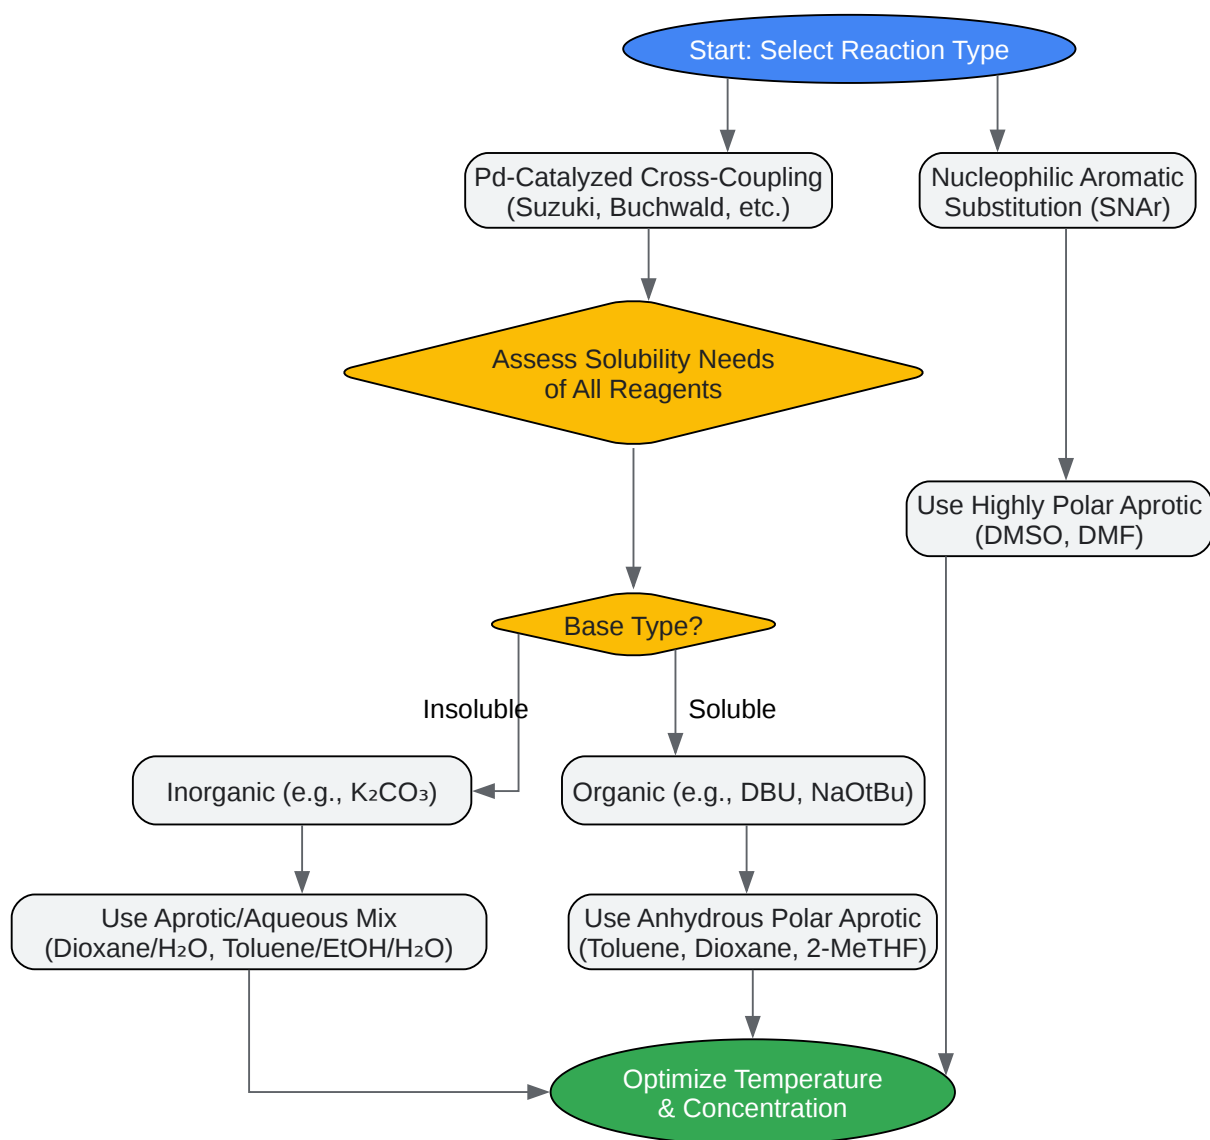 Start: Select Reaction Type
Pd-Catalyzed Cross-Coupling
(Suzuki, Buchwald, etc.)
Nucleophilic Aromatic
Substitution (SNAr)
Assess Solubility Needs
of All Reagents
Use Highly Polar Aprotic
(DMSO, DMF)
Base Type?
Insoluble
Soluble
Inorganic (e.g., K₂CO₃)
Organic (e.g., DBU, NaOtBu)
Use Aprotic/Aqueous Mix
(Dioxane/H₂O, Toluene/EtOH/H₂O)
Use Anhydrous Polar Aprotic
(Toluene, Dioxane, 2-MeTHF)
Optimize Temperature
& Concentration